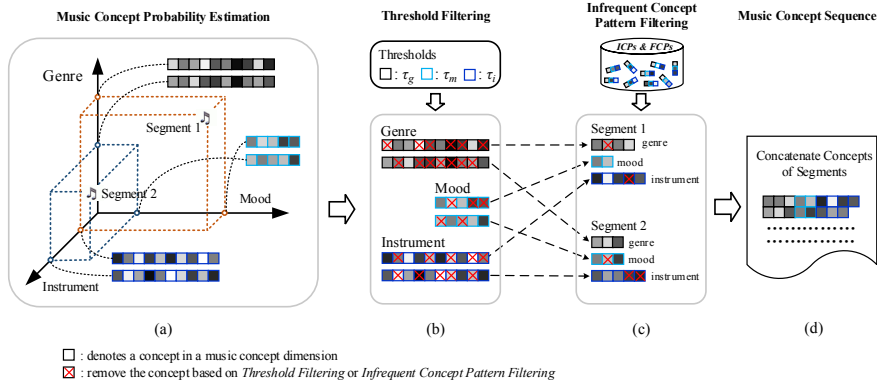 Music Concept Probability Estimation
Threshold Filtering
Infrequent Concept
Pattern Filtering
Music Concept Sequence
Genre
Segment 1
Segment 2
Mood
Instrument
(a)
Thresholds
: τg : τm : τi
Genre
Mood
Instrument
(b)
ICPs & FCPs
Segment 1
genre
mood
instrument
Segment 2
genre
mood
instrument
(c)
Concatenate Concepts
of Segments
(d)
: denotes a concept in a music concept dimension
: remove the concept based on Threshold Filtering or Infrequent Concept Pattern Filtering